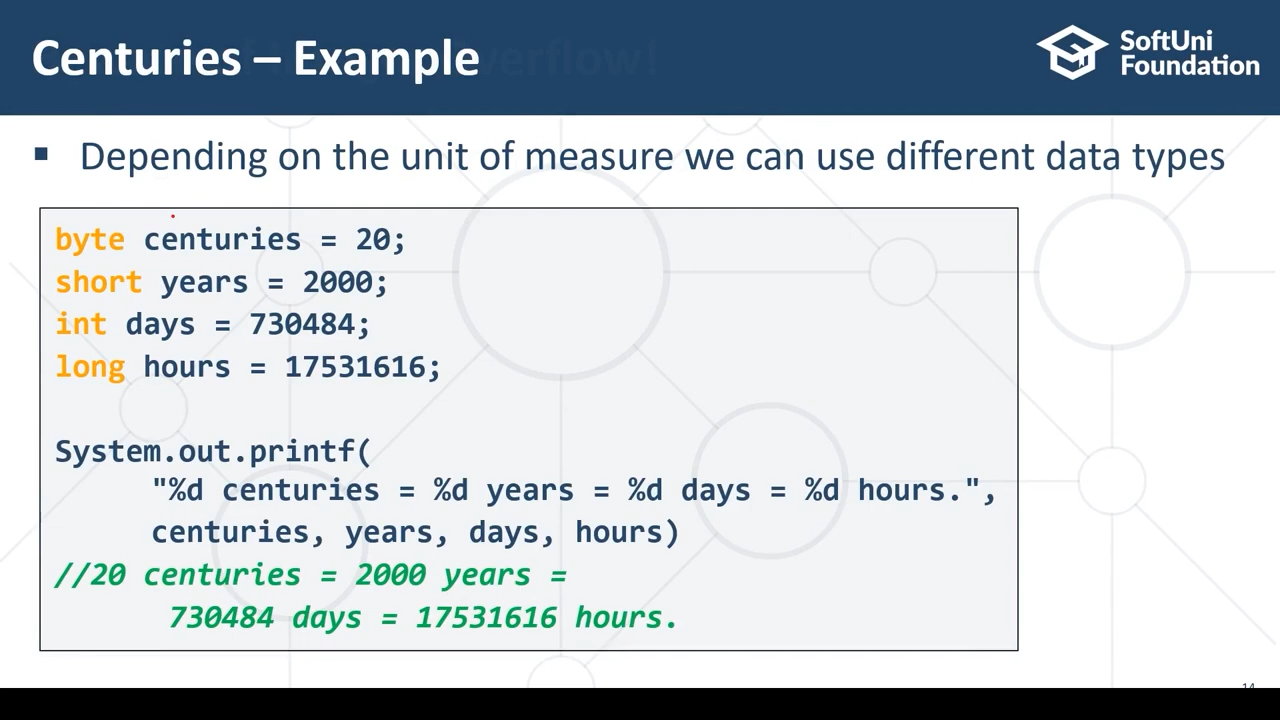 Centuries – Example
SoftUni
Foundation
▪ Depending on the unit of measure we can use different data types
byte centuries = 20;
short years = 2000;
int days = 730484;
long hours = 17531616;
System.out.printf(
"%d centuries = %d years = %d days = %d hours.",
centuries, years, days, hours)
//20 centuries = 2000 years =
730484 days = 17531616 hours.
14